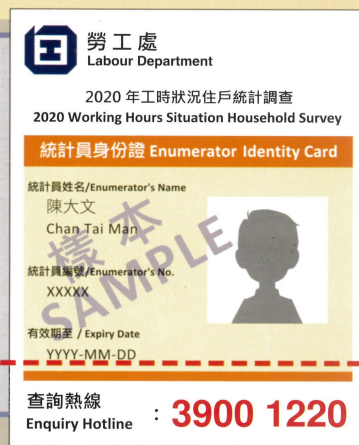 勞工處
Labour Department
2020 年工時狀況住戶統計調查
2020 Working Hours Situation Household Survey
統計員身份證 Enumerator Identity Card
統計員姓名/Enumerator's Name
陳大文
Chan Tai Man
統計員編號/Enumerator's No.
XXXXX
有效期至 / Expiry Date
YYYY-MM-DD
樣本
SAMPLE
查詢熱線
Enquiry Hotline : 3900 1220